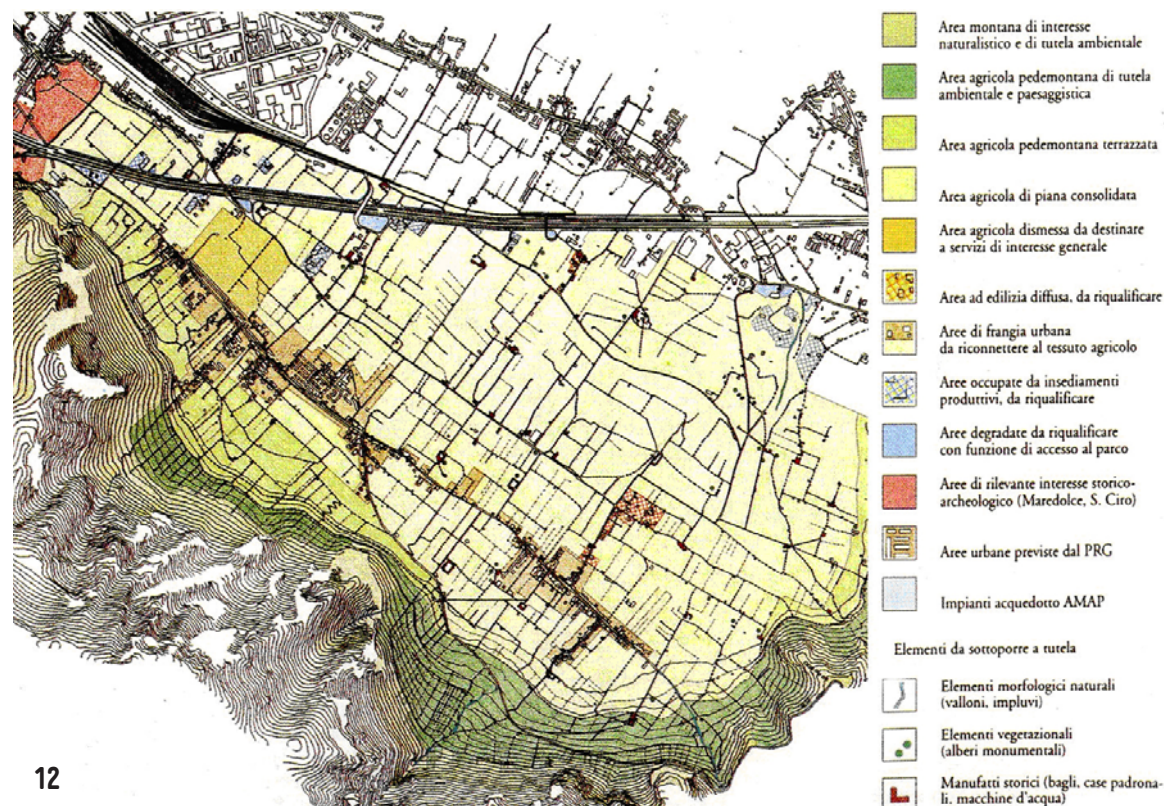 Area montana di interesse
naturalistico e di tutela ambientale
Area agricola pedemontana di tutela
ambientale e paesaggistica
Area agricola pedemontana terrazzata
Area agricola di piana consolidata
Area agricola dismessa da destinare
a servizi di interesse generale
Area ad edilizia diffusa, da riqualificare
Aree di frangia urbana
da riconnettere al tessuto agricolo
Aree occupate da insediamenti
produttivi, da riqualificare
Aree degradate da riqualificare
con funzione di accesso al parco
Aree di rilevante interesse storico-
archeologico (Maredolce, S. Ciro)
Aree urbane previste dal PRG
Impianti acquedotto AMAP
Elementi da sottoporre a tutela
Elementi morfologici naturali
(valloni, impluvi)
Elementi vegetazionali
(alberi monumentali)
Manufatti storici (bagli, case padrona-
li, macchine d'acqua)
12